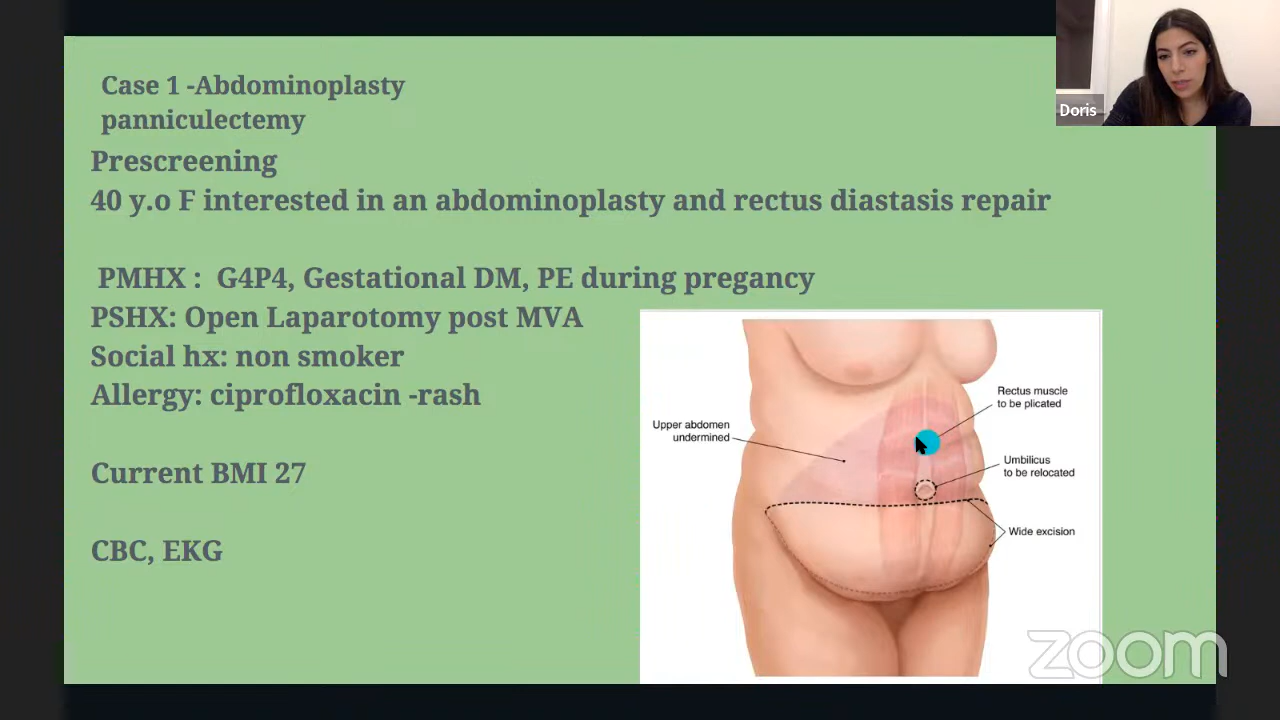 Case 1 -Abdominoplasty
panniculectemy
Prescreening
40 y.o F interested in an abdominoplasty and rectus diastasis repair
PMHX :  G4P4, Gestational DM, PE during pregancy
PSHX: Open Laparotomy post MVA
Social hx: non smoker
Allergy: ciprofloxacin -rash
Current BMI 27
CBC, EKG
Rectus muscle
to be plicated
Upper abdomen
undermined
Umbilicus
to be relocated
Wide excision
Doris
zoom